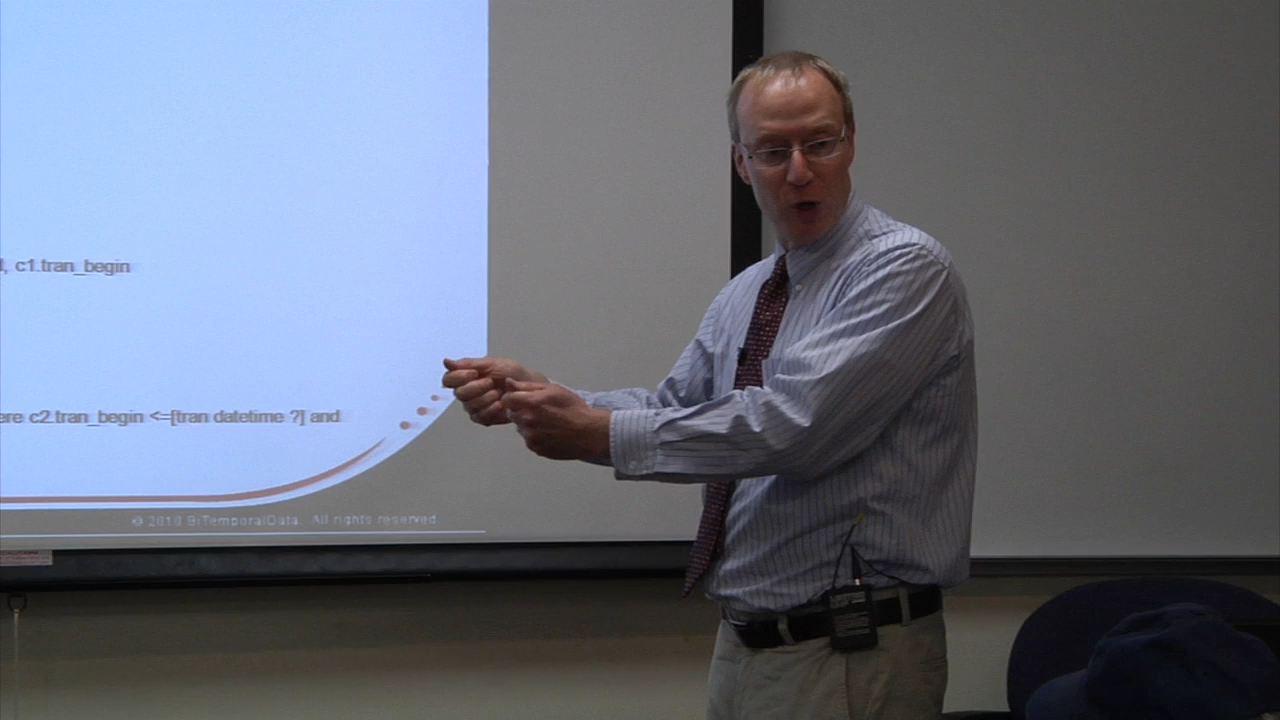 , c1.tran_begin
ere c2.tran_begin <=[tran datetime ?] and
© 2010 BiTemporalData. All rights reserved.